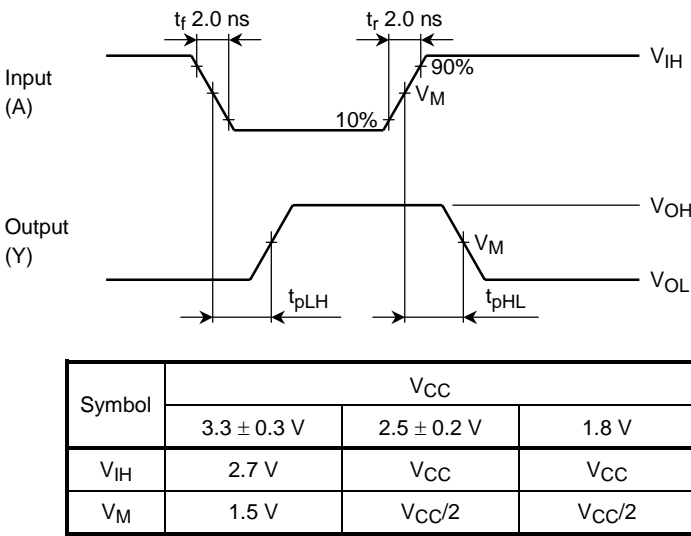 tf 2.0 ns tr 2.0 ns
Input
(A)
90%
VIH
VM
10%
Output
(Y)
VOH
VM
VOL
tpLH tpHL
Symbol VCC
3.3 ± 0.3 V 2.5 ± 0.2 V 1.8 V
VIH 2.7 V VCC VCC
VM 1.5 V VCC/2 VCC/2